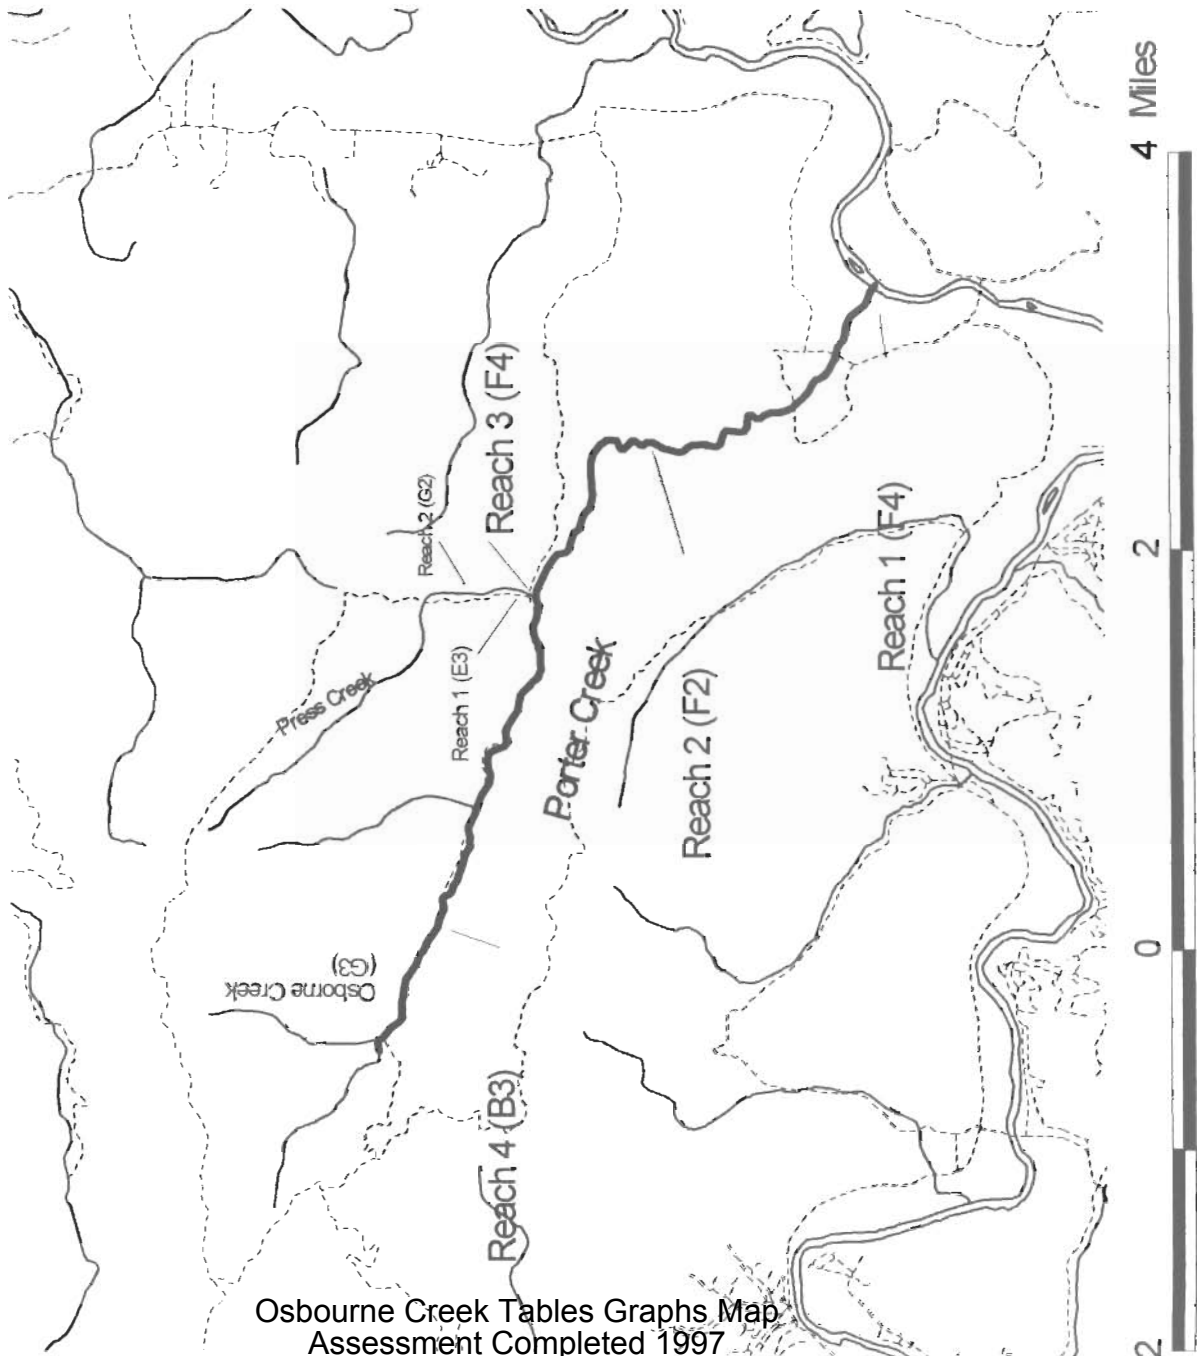 4 Miles
Reach 3 (F4)
Reach 2 (G2)
2
Reach 1 (F4)
Reach 1 (E3)
Porter Creek
Press Creek
Reach 2 (F2)
0
Osborne Creek
(G3)
Reach 4 (B3)
2
Osbourne Creek Tables Graphs Map
Assessment Completed 1997